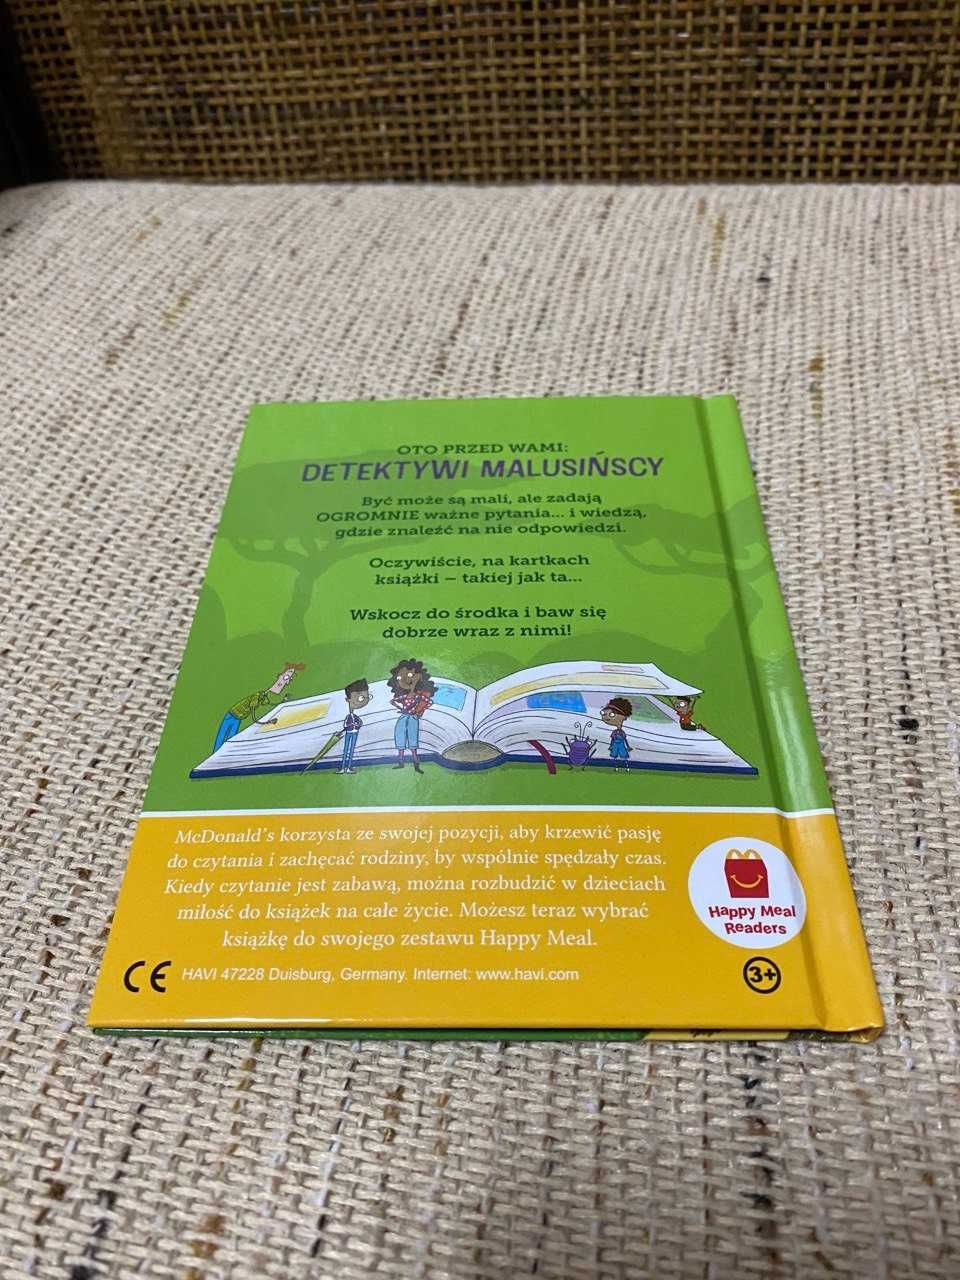 OTO PRZED WAMI:
DETEKTYWI MALUSIŃSCY
Być może są mali, ale zadają
OGROMNIE ważne pytania... i wiedzą,
gdzie znaleźć na nie odpowiedzi.
Oczywiście, na kartkach
książki – takiej jak ta...
Wskocz do środka i baw się
dobrze wraz z nimi!
McDonald's korzysta ze swojej pozycji, aby krzewić pasję
do czytania i zachęcać rodziny, by wspólnie spędzały czas.
Kiedy czytanie jest zabawą, można rozbudzić w dzieciach
miłość do książek na całe życie. Możesz teraz wybrać
książkę do swojego zestawu Happy Meal.
Happy Meal
Readers
CE HAVI 47228 Duisburg, Germany. Internet: www.havi.com
3+